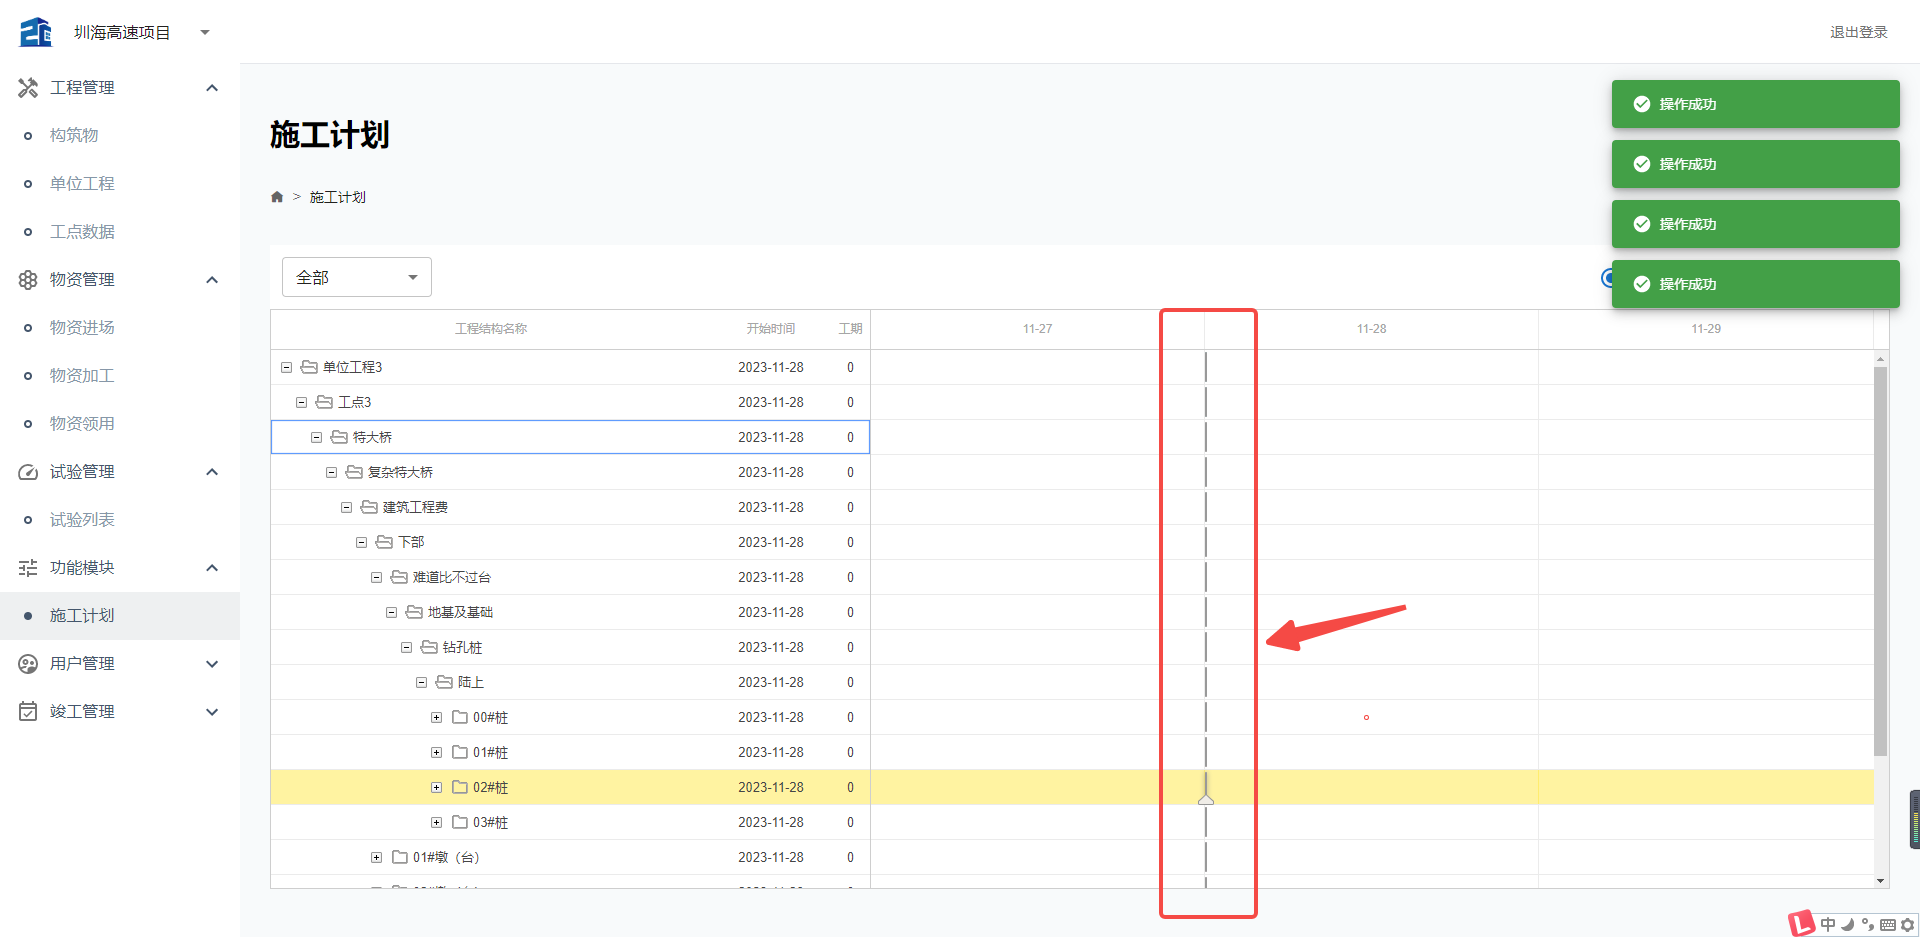 圳海高速项目
退出登录
工程管理
构筑物
单位工程
工点数据
物资管理
物资进场
物资加工
物资领用
试验管理
试验列表
功能模块
施工计划
用户管理
竣工管理
施工计划
> 施工计划
操作成功
操作成功
操作成功
操作成功
全部
工程结构名称 开始时间 工期 11-27 11-28 11-29
单位工程3 2023-11-28 0
工点3 2023-11-28 0
特大桥 2023-11-28 0
复杂特大桥 2023-11-28 0
建筑工程费 2023-11-28 0
下部 2023-11-28 0
难道比不过台 2023-11-28 0
地基及基础 2023-11-28 0
钻孔桩 2023-11-28 0
陆上 2023-11-28 0
00#桩 2023-11-28 0
01#桩 2023-11-28 0
02#桩 2023-11-28 0
03#桩 2023-11-28 0
01#墩（台） 2023-11-28 0
中